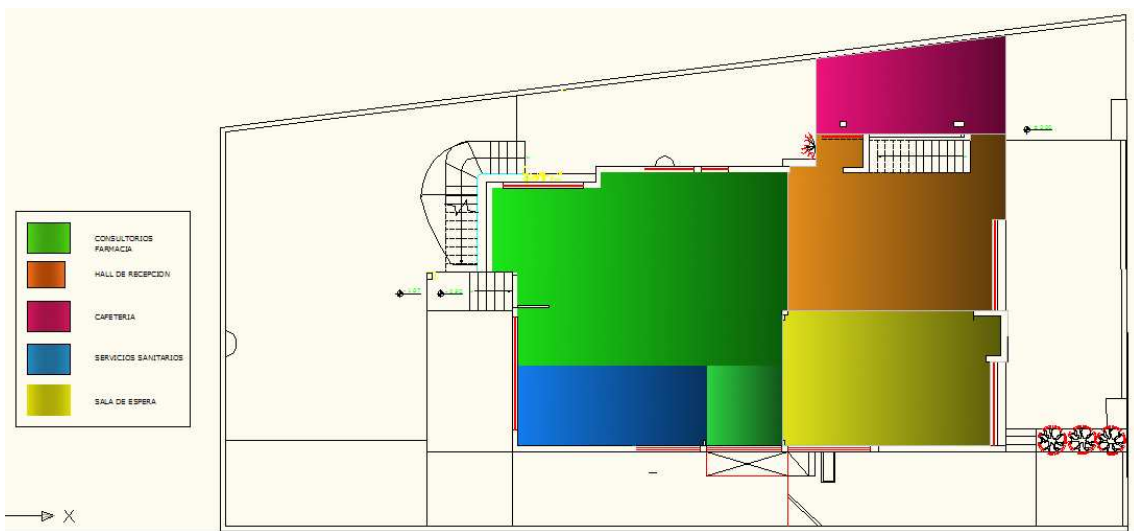 CONSULTORIOS
FARMACIA
HALL DE RECEPCION
CAFETERIA
SERVICIOS SANITARIOS
SALA DE ESPERA
X